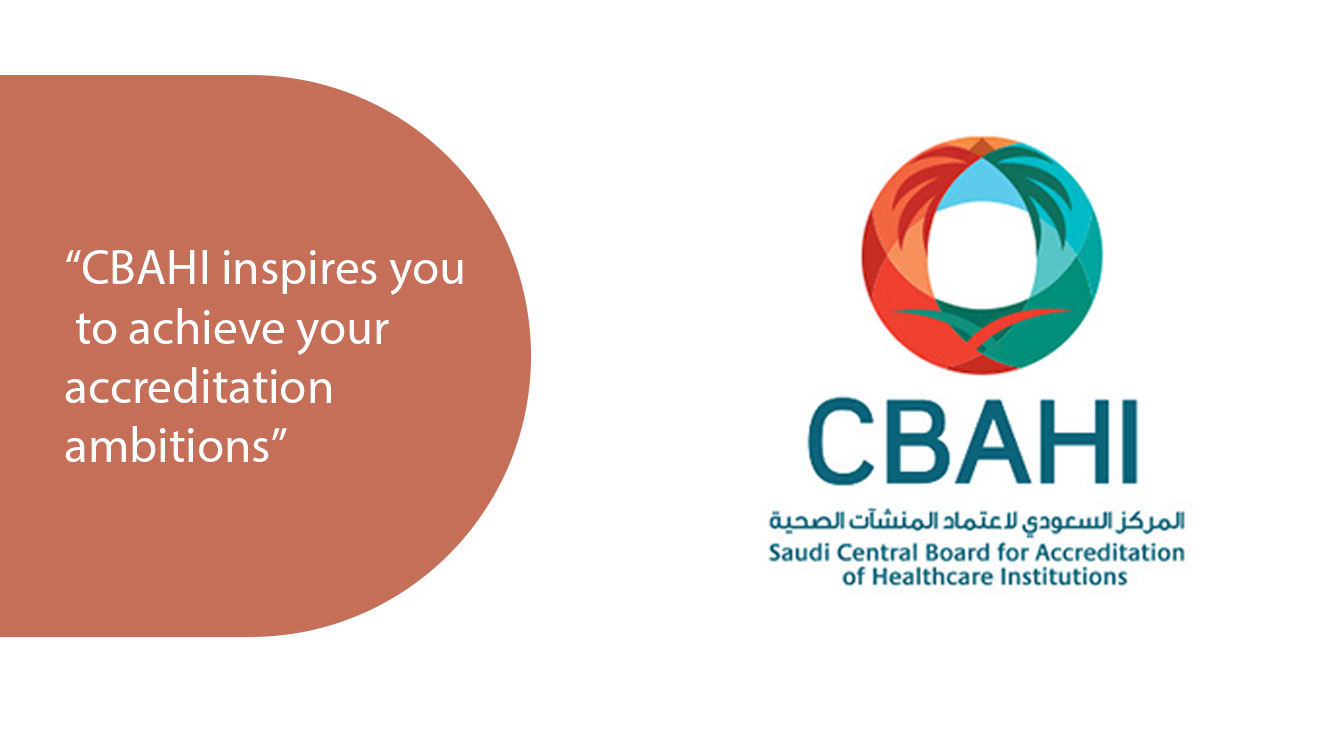 “CBAHI inspires you
to achieve your
accreditation
ambitions”
CBAHI
المركز السعودي لاعتماد المنشآت الصحية
Saudi Central Board for Accreditation
of Healthcare Institutions